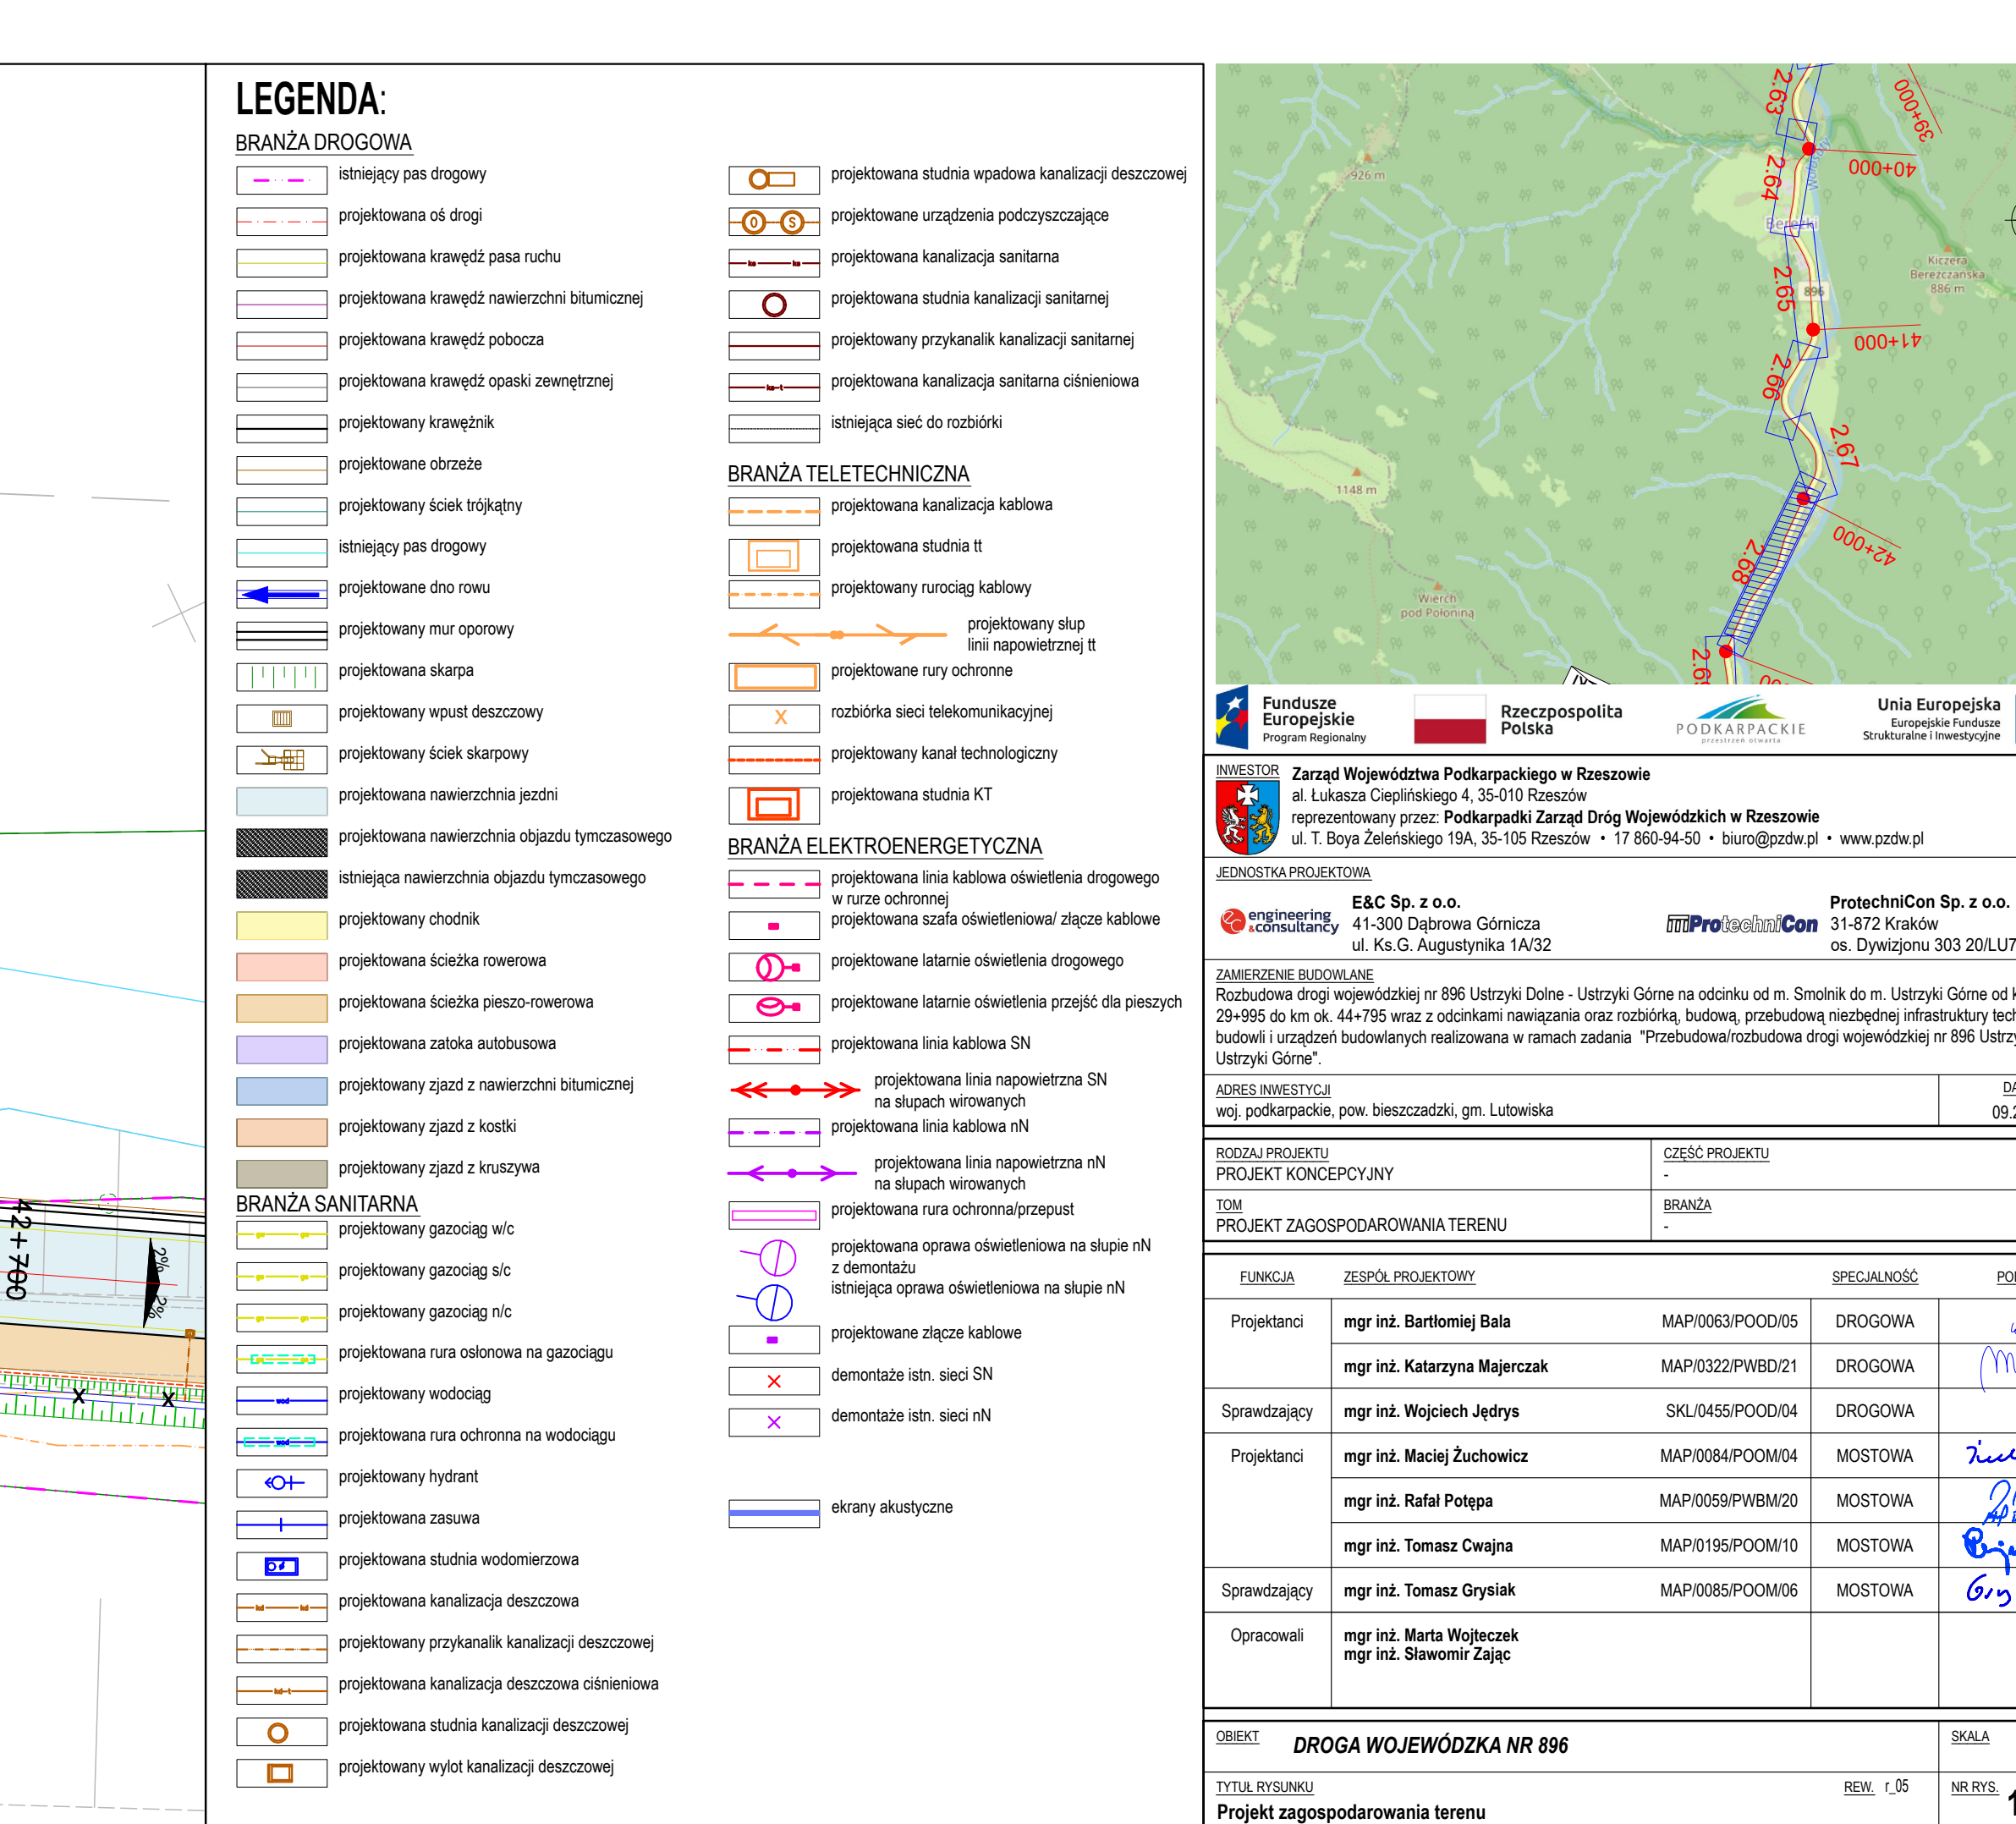 LEGENDA:
BRANŻA DROGOWA
istniejący pas drogowy
projektowana oś drogi
projektowana krawędź pasa ruchu
projektowana krawędź nawierzchni bitumicznej
projektowana krawędź pobocza
projektowana krawędź opaski zewnętrznej
projektowany krawężnik
projektowane obrzeże
projektowany ściek trójkątny
istniejący pas drogowy
projektowane dno rowu
projektowany mur oporowy
projektowana skarpa
projektowany wpust deszczowy
projektowany ściek skarpowy
projektowana nawierzchnia jezdni
projektowana nawierzchnia objazdu tymczasowego
istniejąca nawierzchnia objazdu tymczasowego
projektowany chodnik
projektowana ścieżka rowerowa
projektowana ścieżka pieszo-rowerowa
projektowana zatoka autobusowa
projektowany zjazd z nawierzchni bitumicznej
projektowany zjazd z kostki
projektowany zjazd z kruszywa
BRANŻA SANITARNA
projektowany gazociąg w/c
projektowany gazociąg s/c
projektowany gazociąg n/c
projektowana rura osłonowa na gazociągu
wod projektowany wodociąg
projektowana rura ochronna na wodociągu
projektowany hydrant
projektowana zasuwa
projektowana studnia wodomierzowa
kd kd projektowana kanalizacja deszczowa
projektowany przykanalik kanalizacji deszczowej
kd-t projektowana kanalizacja deszczowa ciśnieniowa
projektowana studnia kanalizacji deszczowej
projektowany wylot kanalizacji deszczowej
projektowana studnia wpadowa kanalizacji deszczowej
O S projektowane urządzenia podczyszczające
ks ks projektowana kanalizacja sanitarna
projektowana studnia kanalizacji sanitarnej
projektowany przykanalik kanalizacji sanitarnej
ks-t projektowana kanalizacja sanitarna ciśnieniowa
istniejąca sieć do rozbiórki
BRANŻA TELETECHNICZNA
projektowana kanalizacja kablowa
projektowana studnia tt
projektowany rurociąg kablowy
projektowany słup
linii napowietrznej tt
projektowane rury ochronne
X rozbiórka sieci telekomunikacyjnej
projektowany kanał technologiczny
projektowana studnia KT
BRANŻA ELEKTROENERGETYCZNA
projektowana linia kablowa oświetlenia drogowego
w rurze ochronnej
projektowana szafa oświetleniowa/ złącze kablowe
projektowane latarnie oświetlenia drogowego
projektowane latarnie oświetlenia przejść dla pieszych
projektowana linia kablowa SN
projektowana linia napowietrzna SN
na słupach wirowanych
projektowana linia kablowa nN
projektowana linia napowietrzna nN
na słupach wirowanych
projektowana rura ochronna/przepust
projektowana oprawa oświetleniowa na słupie nN
z demontażu
istniejąca oprawa oświetleniowa na słupie nN
projektowane złącze kablowe
demontaże istn. sieci SN
demontaże istn. sieci nN
ekrany akustyczne
42+700
2%
2%
X X
2.63
39+000
926 m
40+000
2.64
Berezki
Kiczera
Bereżczańska
886 m
2.65
896
41+000
2.66
2.67
1148 m
42+000
2.68
Wierch
pod Połoniną
Fundusze
Europejskie
Program Regionalny
Rzeczpospolita
Polska
PODKARPACKIE
przestrzeń otwarta
Unia Europejska
Europejskie Fundusze
Strukturalne i Inwestycyjne
INWESTOR
Zarząd Województwa Podkarpackiego w Rzeszowie
al. Łukasza Cieplińskiego 4, 35-010 Rzeszów
reprezentowany przez: Podkarpadki Zarząd Dróg Wojewódzkich w Rzeszowie
ul. T. Boya Żeleńskiego 19A, 35-105 Rzeszów • 17 860-94-50 • biuro@pzdw.pl • www.pzdw.pl
JEDNOSTKA PROJEKTOWA
engineering
&consultancy
E&C Sp. z o.o.
41-300 Dąbrowa Górnicza
ul. Ks.G. Augustynika 1A/32
ProtechniCon
ProtechniCon Sp. z o.o.
31-872 Kraków
os. Dywizjonu 303 20/LU7
ZAMIERZENIE BUDOWLANE
Rozbudowa drogi wojewódzkiej nr 896 Ustrzyki Dolne - Ustrzyki Górne na odcinku od m. Smolnik do m. Ustrzyki Górne od k
29+995 do km ok. 44+795 wraz z odcinkami nawiązania oraz rozbiórką, budową, przebudową niezbędnej infrastruktury tech
budowli i urządzeń budowlanych realizowana w ramach zadania "Przebudowa/rozbudowa drogi wojewódzkiej nr 896 Ustrzy
Ustrzyki Górne".
ADRES INWESTYCJI
woj. podkarpackie, pow. bieszczadzki, gm. Lutowiska
DA
09.2
RODZAJ PROJEKTU
PROJEKT KONCEPCYJNY
CZĘŚĆ PROJEKTU
-
TOM
PROJEKT ZAGOSPODAROWANIA TERENU
BRANŻA
-
FUNKCJA ZESPÓŁ PROJEKTOWY SPECJALNOŚĆ
Projektanci mgr inż. Bartłomiej Bala MAP/0063/POOD/05 DROGOWA
mgr inż. Katarzyna Majerczak MAP/0322/PWBD/21 DROGOWA
Sprawdzający mgr inż. Wojciech Jędrys SKL/0455/POOD/04 DROGOWA
Projektanci mgr inż. Maciej Żuchowicz MAP/0084/POOM/04 MOSTOWA
mgr inż. Rafał Potępa MAP/0059/PWBM/20 MOSTOWA
mgr inż. Tomasz Cwajna MAP/0195/POOM/10 MOSTOWA
Sprawdzający mgr inż. Tomasz Grysiak MAP/0085/POOM/06 MOSTOWA
Opracowali mgr inż. Marta Wojteczek
mgr inż. Sławomir Zając
OBIEKT DROGA WOJEWÓDZKA NR 896
SKALA
TYTUŁ RYSUNKU
REW. r_05
NR RYS.
Projekt zagospodarowania terenu